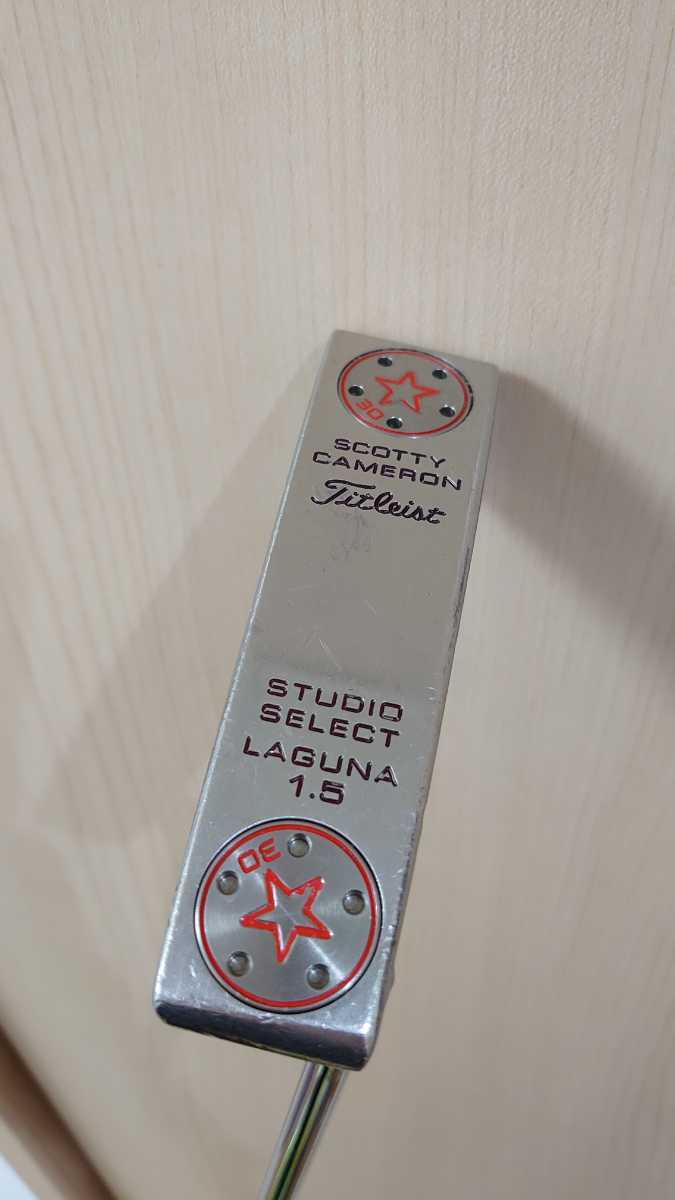 30
SCOTTY
CAMERON
Titleist
STUDIO
SELECT
LAGUNA
1.5
30